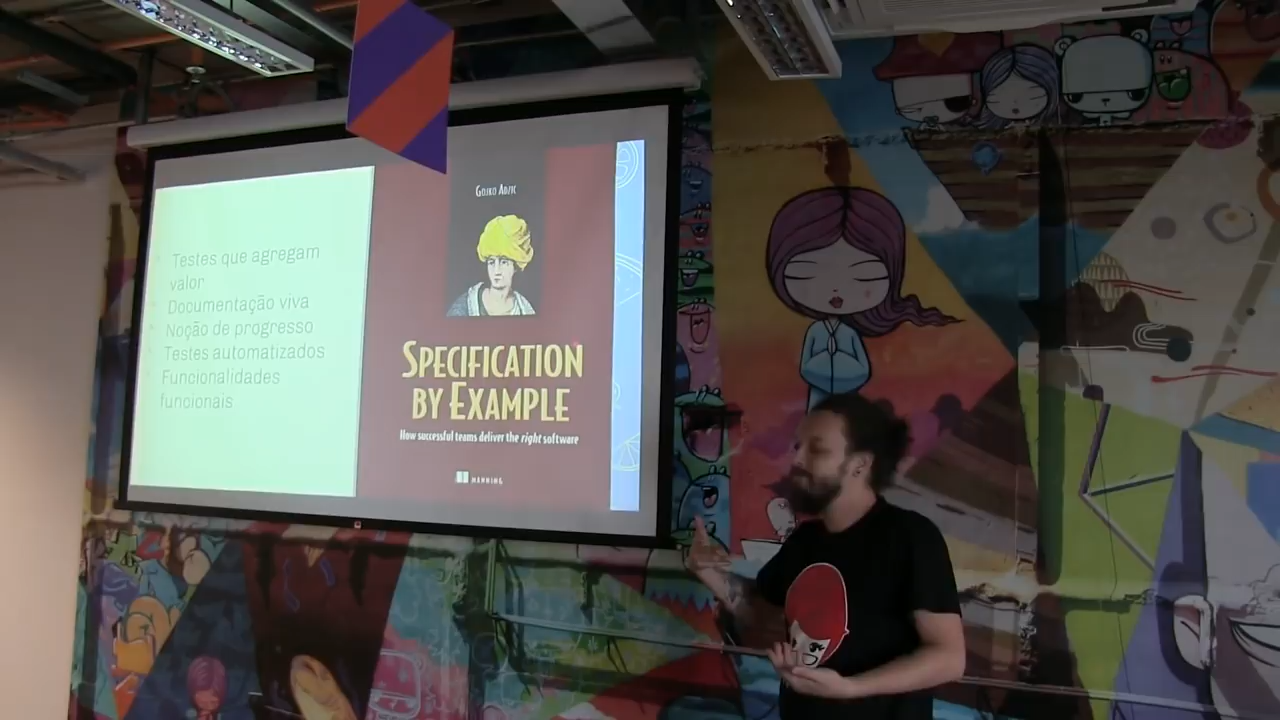 Testes que agregam
valor
Documentação viva
Noção de progresso
Testes automatizados
Funcionalidades
funcionais
GOJKO ADZIC
SPECIFICATION
BY EXAMPLE
How successful teams deliver the right software
MANNING